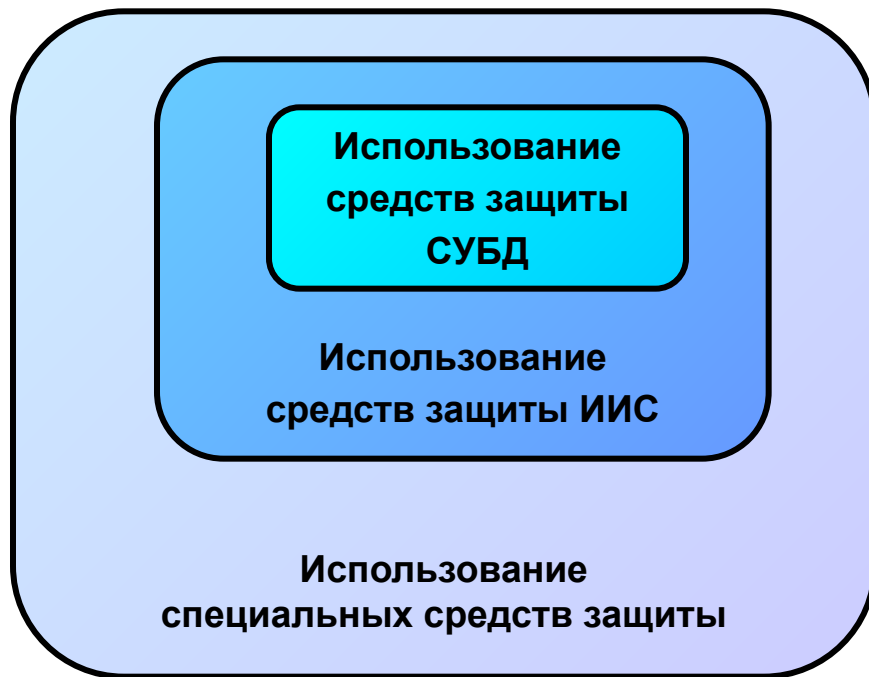 Использование
средств защиты
СУБД
Использование
средств защиты ИИС
Использование
специальных средств защиты